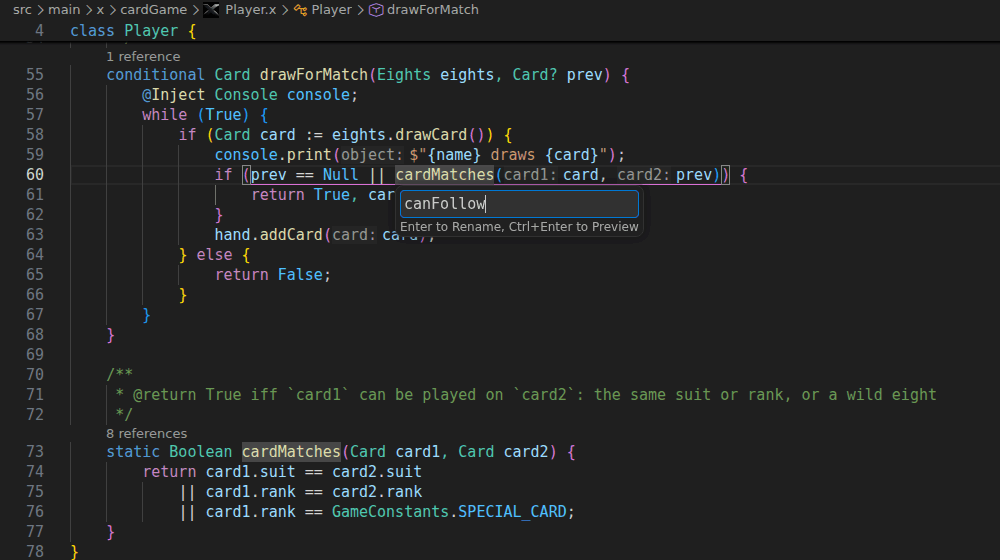 src > main > x > cardGame > Player.x > Player > drawForMatch
4 class Player {
1 reference
55 conditional Card drawForMatch(Eights eights, Card? prev) {
56 @Inject Console console;
57 while (True) {
58 if (Card card := eights.drawCard()) {
59 console.print(object: $"{name} draws {card}");
60 if (prev == Null || cardMatches(card1: card, card2: prev)) {
61 return True, car
canFollow
62 }
Enter to Rename, Ctrl+Enter to Preview
63 hand.addCard(card: card);
64 } else {
65 return False;
66 }
67 }
68 }
69
70 /**
71 * @return True iff `card1` can be played on `card2`: the same suit or rank, or a wild eight
72 */
8 references
73 static Boolean cardMatches(Card card1, Card card2) {
74 return card1.suit == card2.suit
75 || card1.rank == card2.rank
76 || card1.rank == GameConstants.SPECIAL_CARD;
77 }
78 }